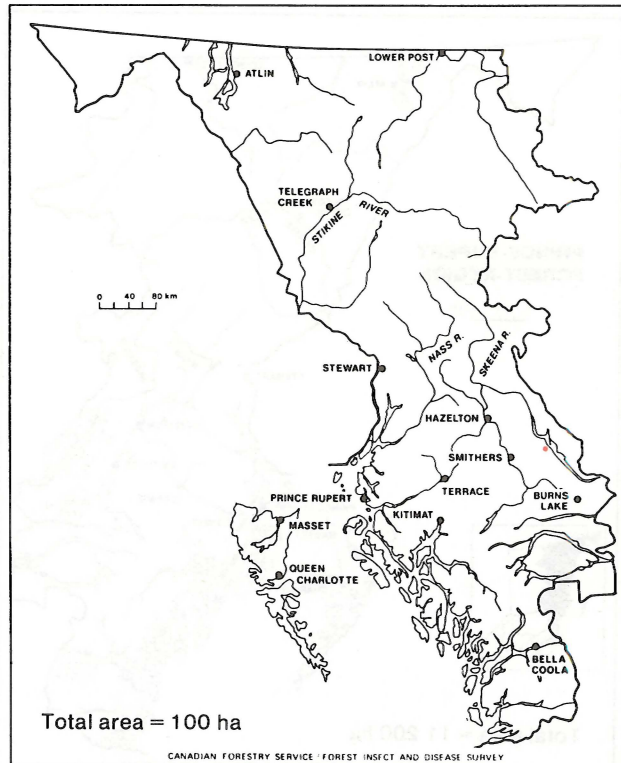 LOWER POST
ATLIN
TELEGRAPH
CREEK
STIKINE
RIVER
0 40 80 km
NASS R.
SKEENA R.
STEWART
HAZELTON
SMITHERS
TERRACE
PRINCE RUPERT
KITIMAT
BURNS
LAKE
MASSET
QUEEN
CHARLOTTE
BELLA
COOLA
Total area = 100 ha
CANADIAN FORESTRY SERVICE FOREST INSECT AND DISEASE SURVEY